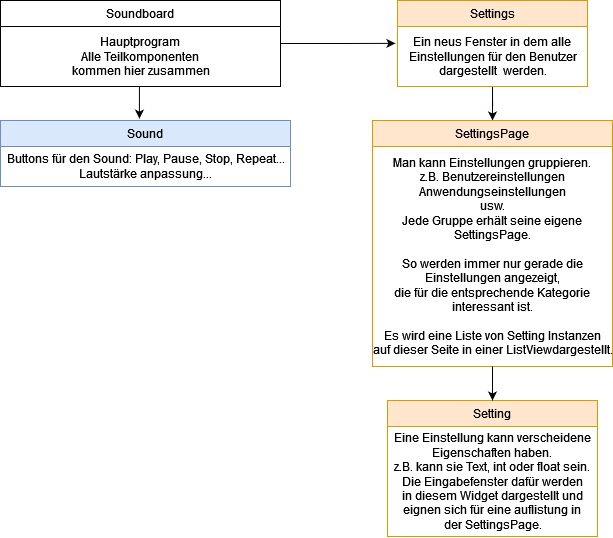 Soundboard
Hauptprogram
Alle Teilkomponenten
kommen hier zusammen
Settings
Ein neus Fenster in dem alle
Einstellungen für den Benutzer
dargestellt werden.
Sound
Buttons für den Sound: Play, Pause, Stop, Repeat...
Lautstärke anpassung...
SettingsPage
Man kann Einstellungen gruppieren.
z.B. Benutzereinstellungen
Anwendungseinstellungen
usw.
Jede Gruppe erhält seine eigene
SettingsPage.
So werden immer nur gerade die
Einstellungen angezeigt,
die für die entsprechende Kategorie
interessant ist.
Es wird eine Liste von Setting Instanzen
auf dieser Seite in einer ListViewdargestellt.
Setting
Eine Einstellung kann verscheidene
Eigenschaften haben.
z.B. kann sie Text, int oder float sein.
Die Eingabefenster dafür werden
in diesem Widget dargestellt und
eignen sich für eine auflistung in
der SettingsPage.